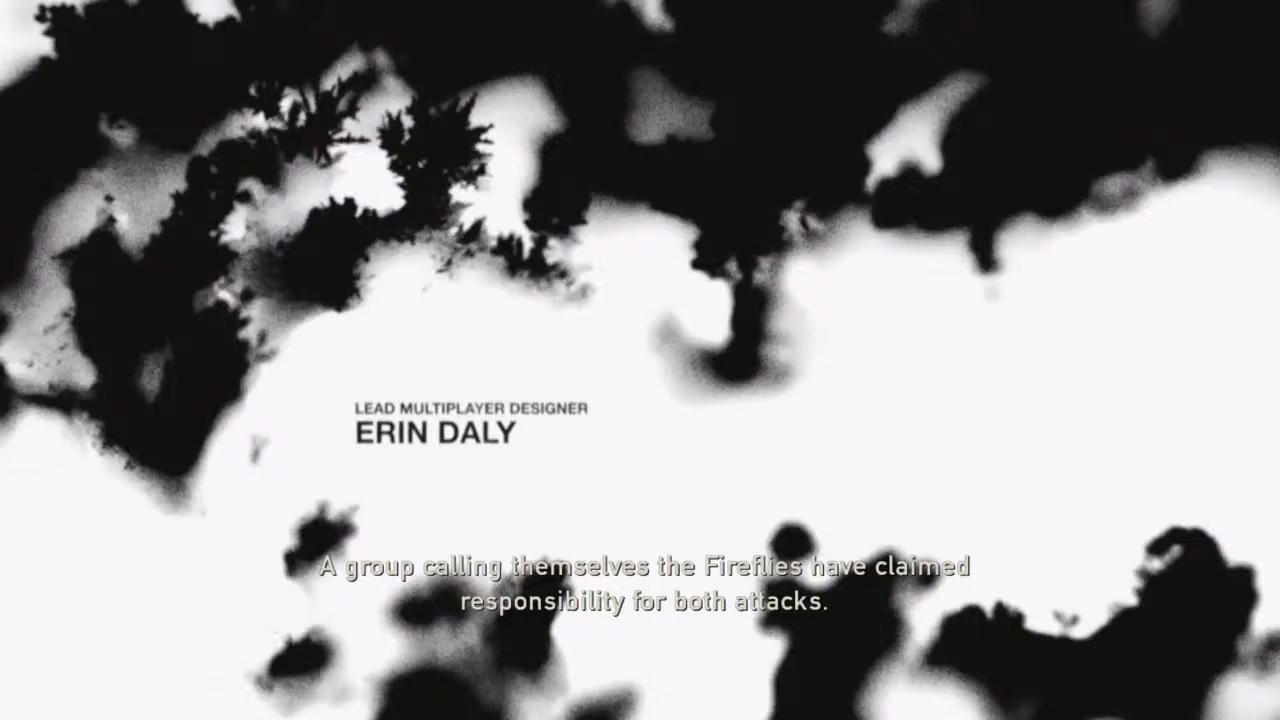 LEAD MULTIPLAYER DESIGNER
ERIN DALY
A group calling themselves the Fireflies have claimed
responsibility for both attacks.